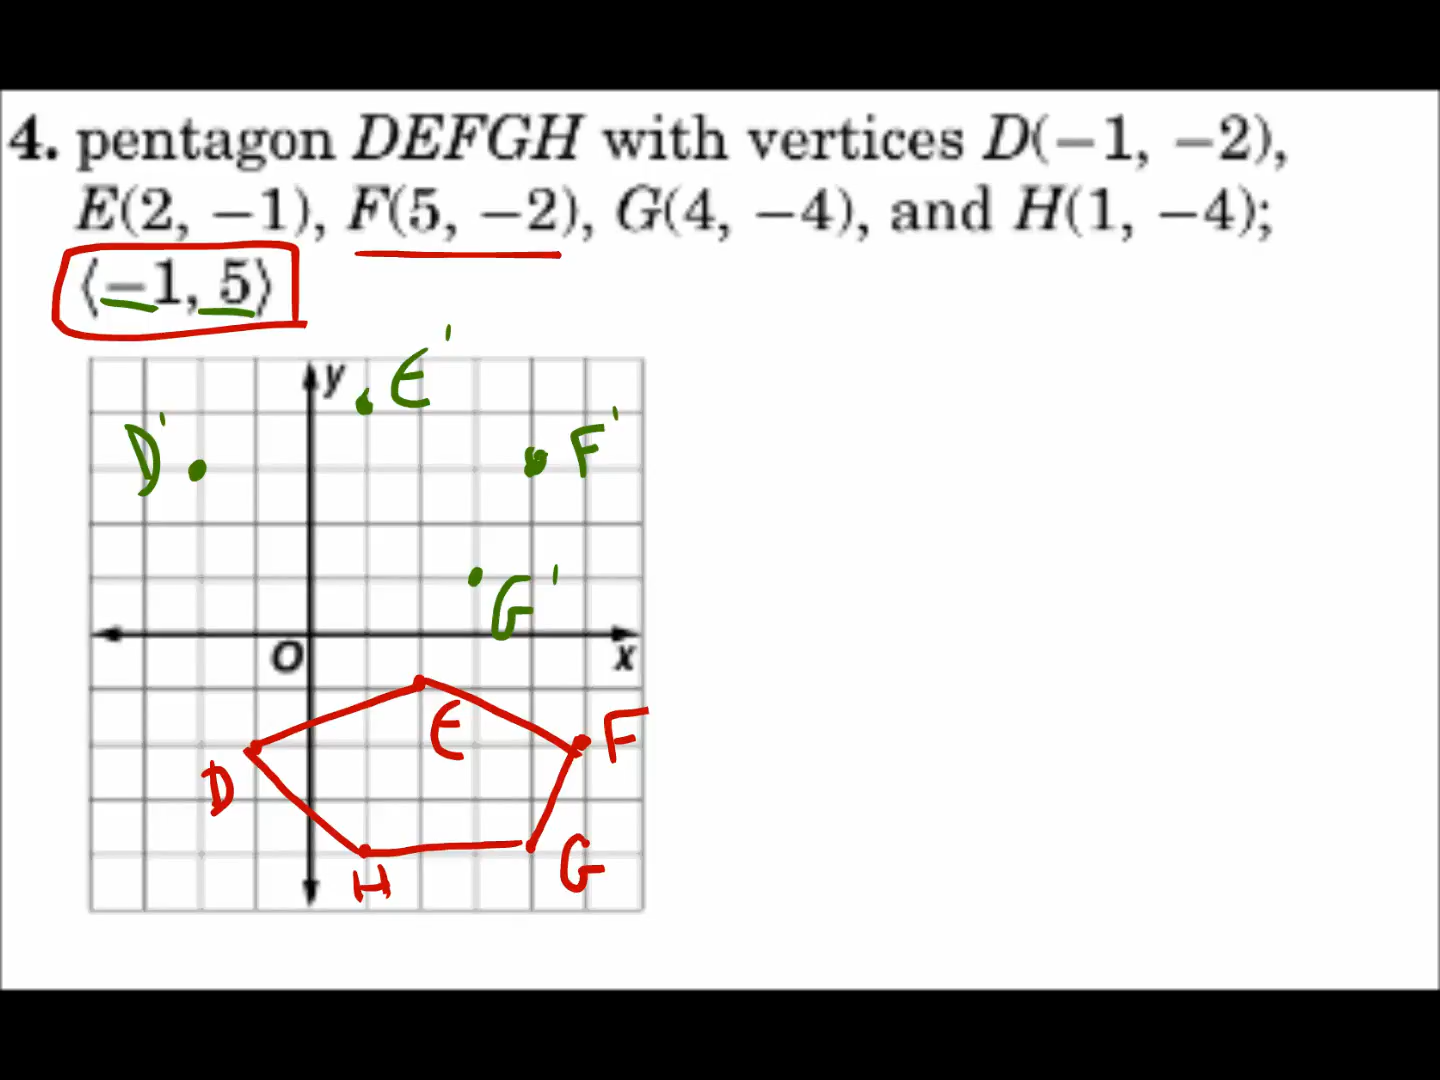 4. pentagon DEFGH with vertices D(−1, −2),
E(2, −1), F(5, −2), G(4, −4), and H(1, −4);
⟨−1, 5⟩
y
E'
D'
F'
G'
O
x
E
F
D
G
H